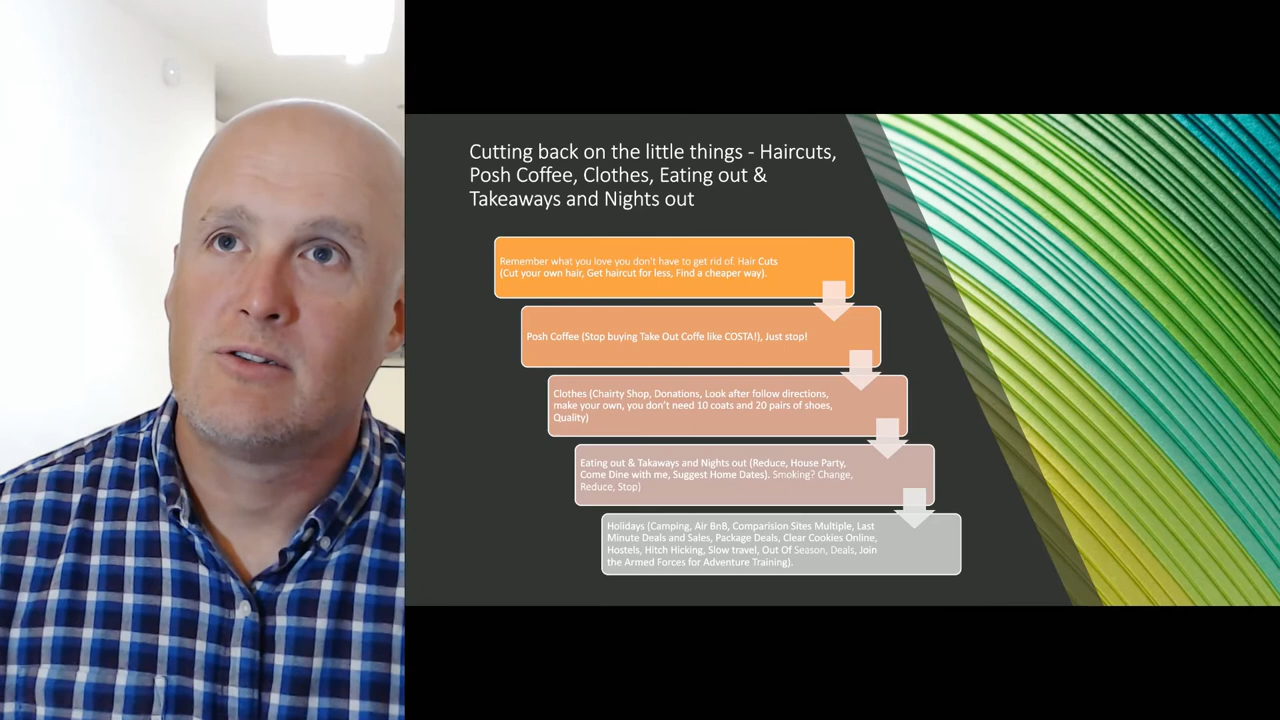 Cutting back on the little things - Haircuts,
Posh Coffee, Clothes, Eating out &
Takeaways and Nights out
Remember what you love you don't have to get rid of. Hair Cuts
(Cut your own hair, Get haircut for less, Find a cheaper way).
Posh Coffee (Stop buying Take Out Coffe like COSTA!), Just stop!
Clothes (Chairty Shop, Donations, Look after follow directions,
make your own, you don't need 10 coats and 20 pairs of shoes,
Quality)
Eating out & Takaways and Nights out (Reduce, House Party,
Come Dine with me, Suggest Home Dates). Smoking? Change,
Reduce, Stop)
Holidays (Camping, Air BnB, Comparision Sites Multiple, Last
Minute Deals and Sales, Package Deals, Clear Cookies Online,
Hostels, Hitch Hicking, Slow travel, Out Of Season, Deals, Join
the Armed Forces for Adventure Training).